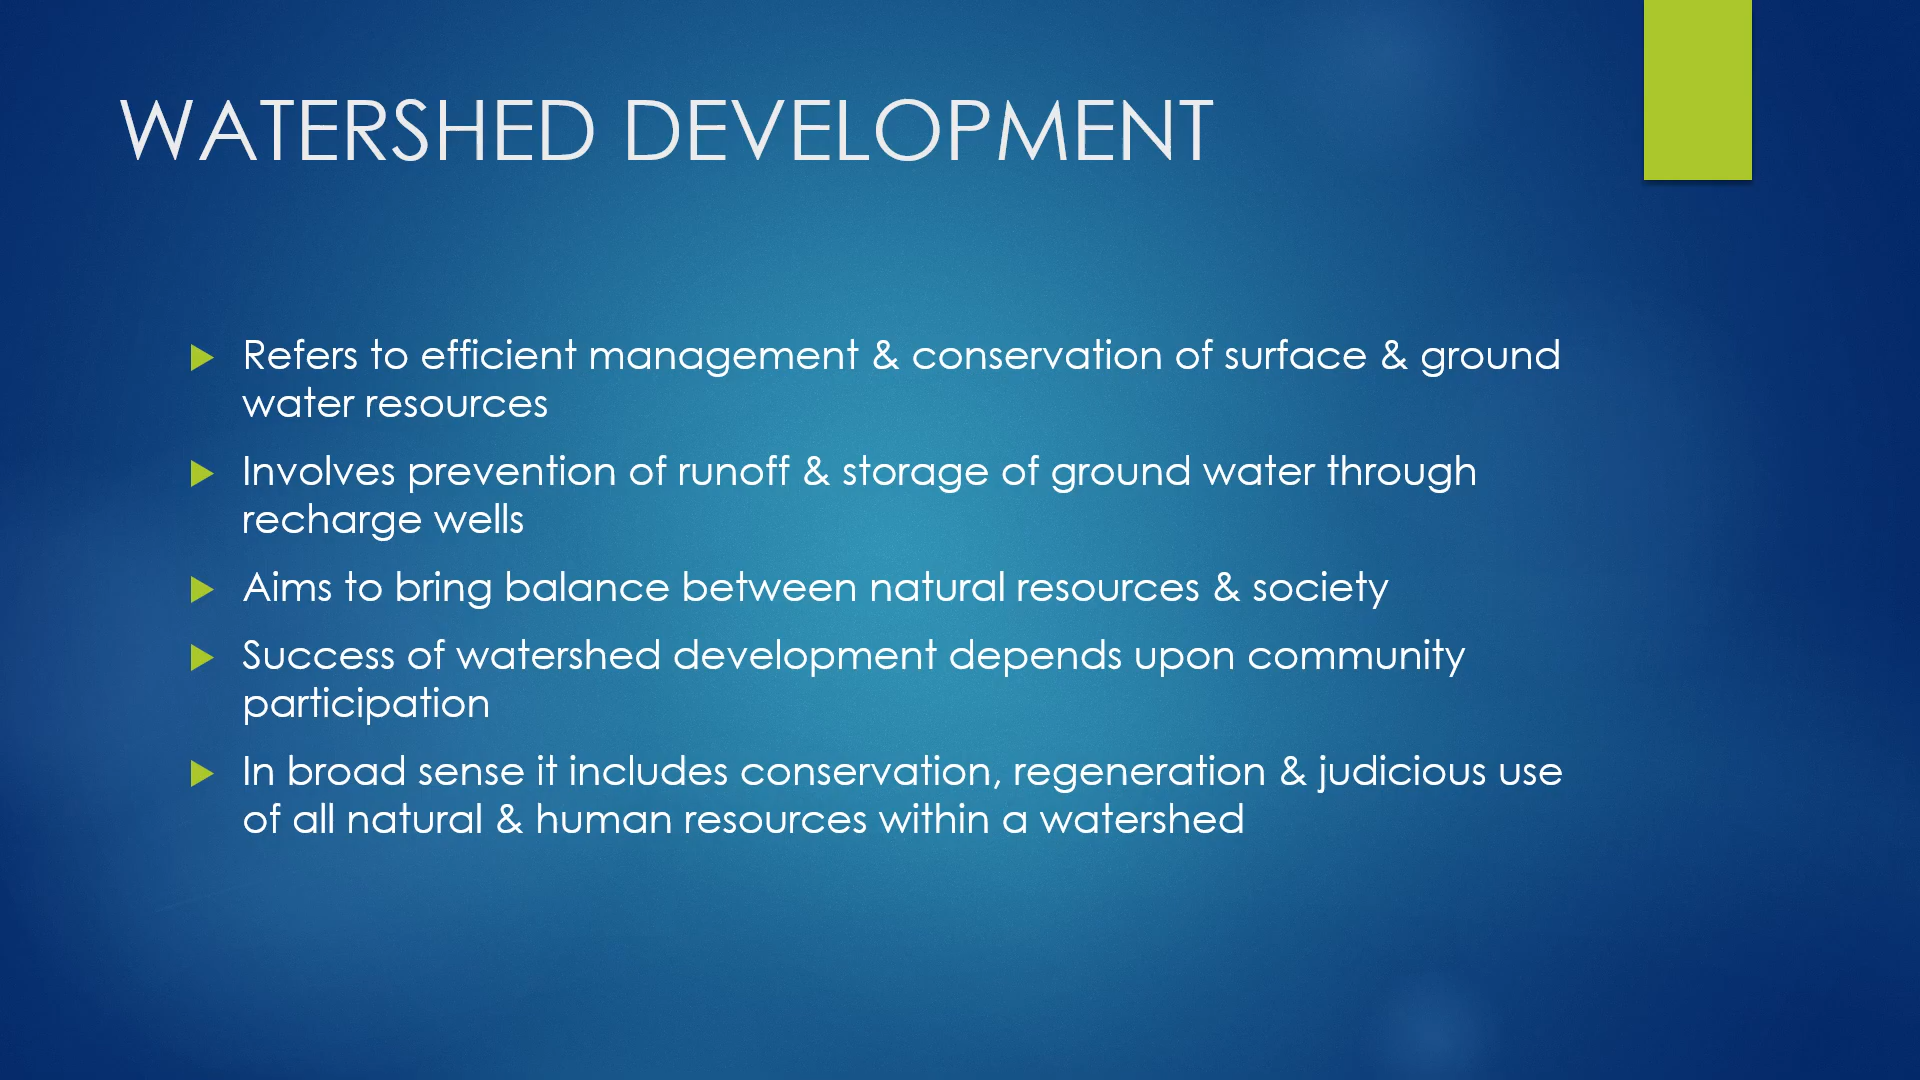 WATERSHED DEVELOPMENT
Refers to efficient management & conservation of surface & ground
water resources
Involves prevention of runoff & storage of ground water through
recharge wells
Aims to bring balance between natural resources & society
Success of watershed development depends upon community
participation
In broad sense it includes conservation, regeneration & judicious use
of all natural & human resources within a watershed